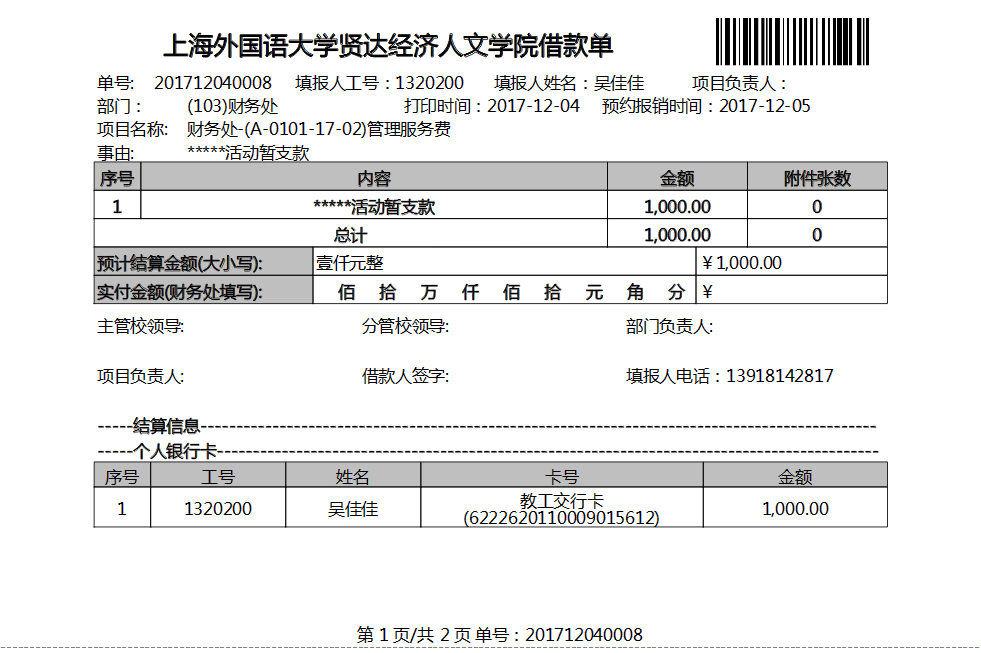 上海外国语大学贤达经济人文学院借款单
单号: 201712040008 填报人工号：1320200 填报人姓名：吴佳佳 项目负责人：
部门： (103)财务处 打印时间：2017-12-04 预约报销时间：2017-12-05
项目名称: 财务处-(A-0101-17-02)管理服务费
事由: *****活动暂支款
序号 内容 金额 附件张数
1 *****活动暂支款 1,000.00 0
总计 1,000.00 0
预计结算金额(大小写): 壹仟元整 ￥1,000.00
实付金额(财务处填写): 佰 拾 万 仟 佰 拾 元 角 分 ￥
主管校领导: 分管校领导: 部门负责人:
项目负责人: 借款人签字: 填报人电话：13918142817
-----结算信息-----
-----个人银行卡-----
序号 工号 姓名 卡号 金额
1 1320200 吴佳佳 教工交行卡 1,000.00
(6222620110009015612)
第 1 页/共 2 页 单号：201712040008